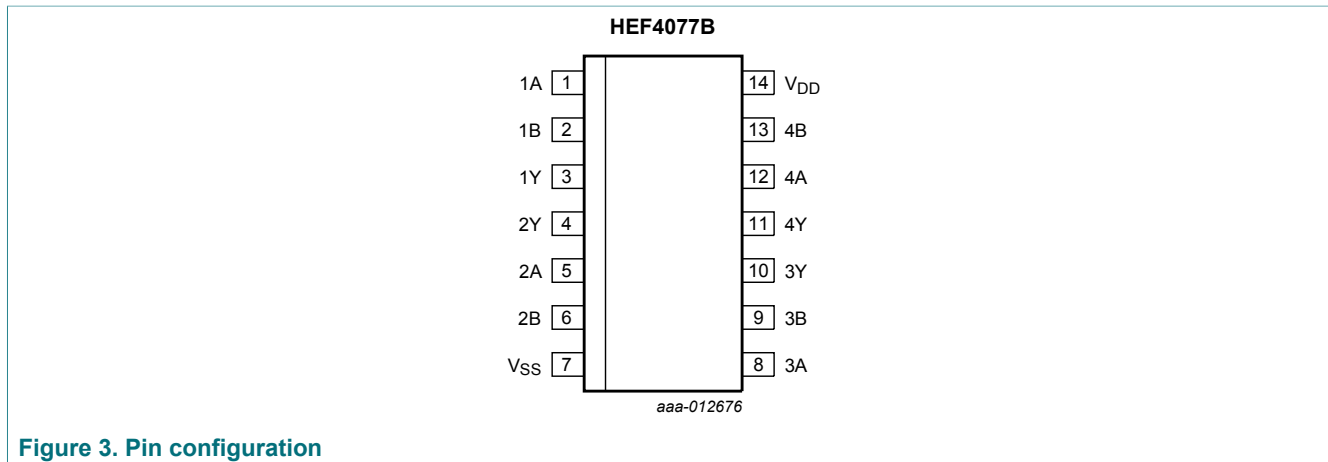 HEF4077B
1A 1 14 VDD
1B 2 13 4B
1Y 3 12 4A
2Y 4 11 4Y
2A 5 10 3Y
2B 6 9 3B
VSS 7 8 3A
aaa-012676
Figure 3. Pin configuration